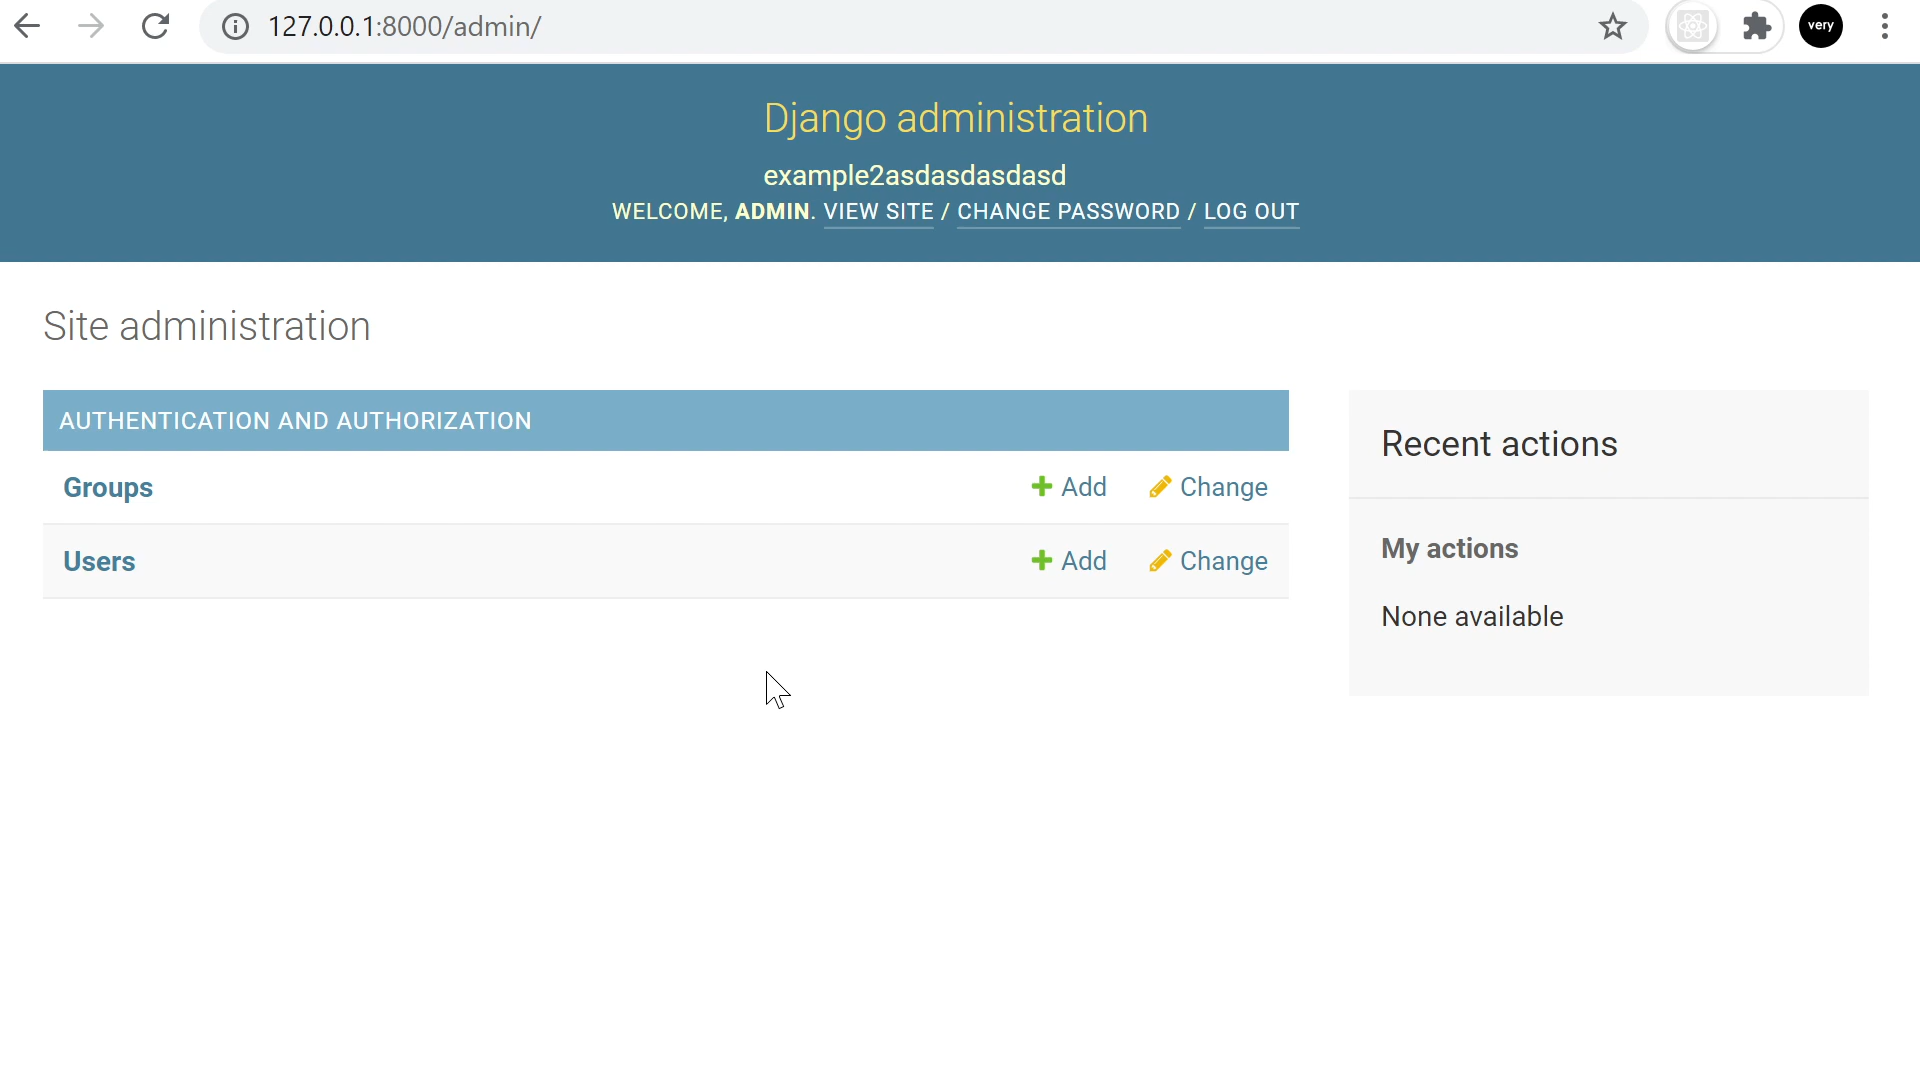 127.0.0.1:8000/admin/
very
Django administration
example2asdasdasdasd
WELCOME, ADMIN. VIEW SITE / CHANGE PASSWORD / LOG OUT
Site administration
AUTHENTICATION AND AUTHORIZATION
Groups Add Change
Users Add Change
Recent actions
My actions
None available